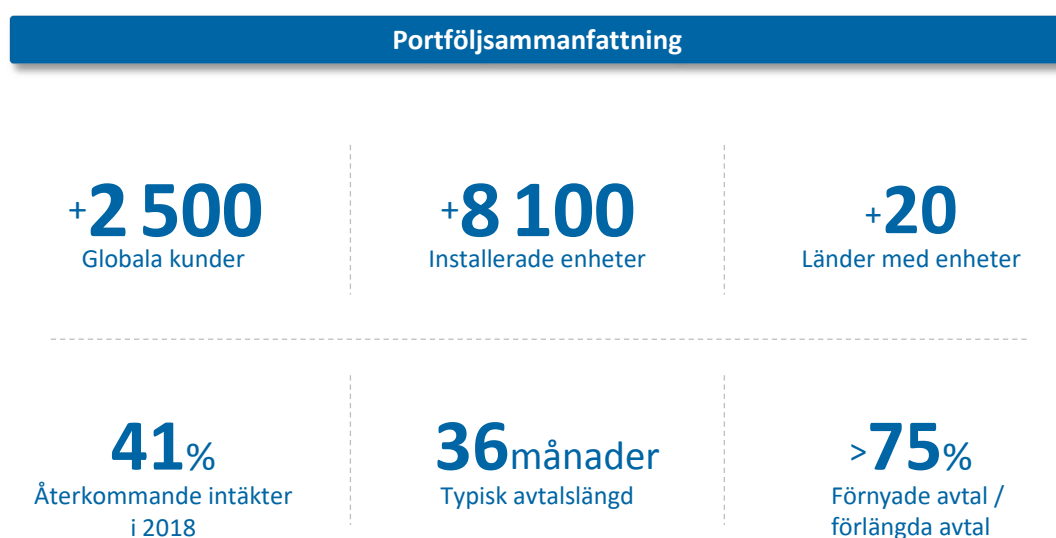 Portföljsammanfattning
+2 500
Globala kunder
+8 100
Installerade enheter
+20
Länder med enheter
41%
Återkommande intäkter
i 2018
36månader
Typisk avtalslängd
>75%
Förnyade avtal /
förlängda avtal